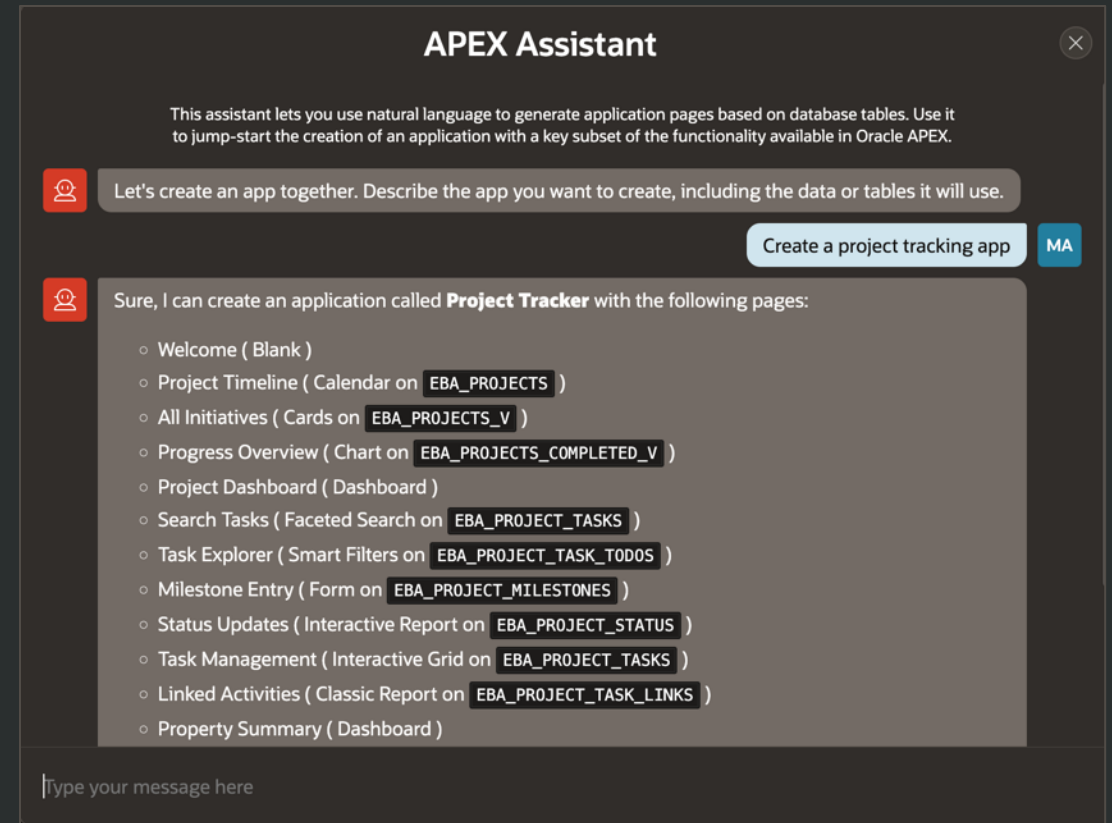 APEX Assistant
This assistant lets you use natural language to generate application pages based on database tables. Use it
to jump-start the creation of an application with a key subset of the functionality available in Oracle APEX.
Let's create an app together. Describe the app you want to create, including the data or tables it will use.
Create a project tracking app
MA
Sure, I can create an application called Project Tracker with the following pages:
Welcome ( Blank )
Project Timeline ( Calendar on EBA_PROJECTS )
All Initiatives ( Cards on EBA_PROJECTS_V )
Progress Overview ( Chart on EBA_PROJECTS_COMPLETED_V )
Project Dashboard ( Dashboard )
Search Tasks ( Faceted Search on EBA_PROJECT_TASKS )
Task Explorer ( Smart Filters on EBA_PROJECT_TASK_TODOS )
Milestone Entry ( Form on EBA_PROJECT_MILESTONES )
Status Updates ( Interactive Report on EBA_PROJECT_STATUS )
Task Management ( Interactive Grid on EBA_PROJECT_TASKS )
Linked Activities ( Classic Report on EBA_PROJECT_TASK_LINKS )
Property Summary ( Dashboard )
Type your message here